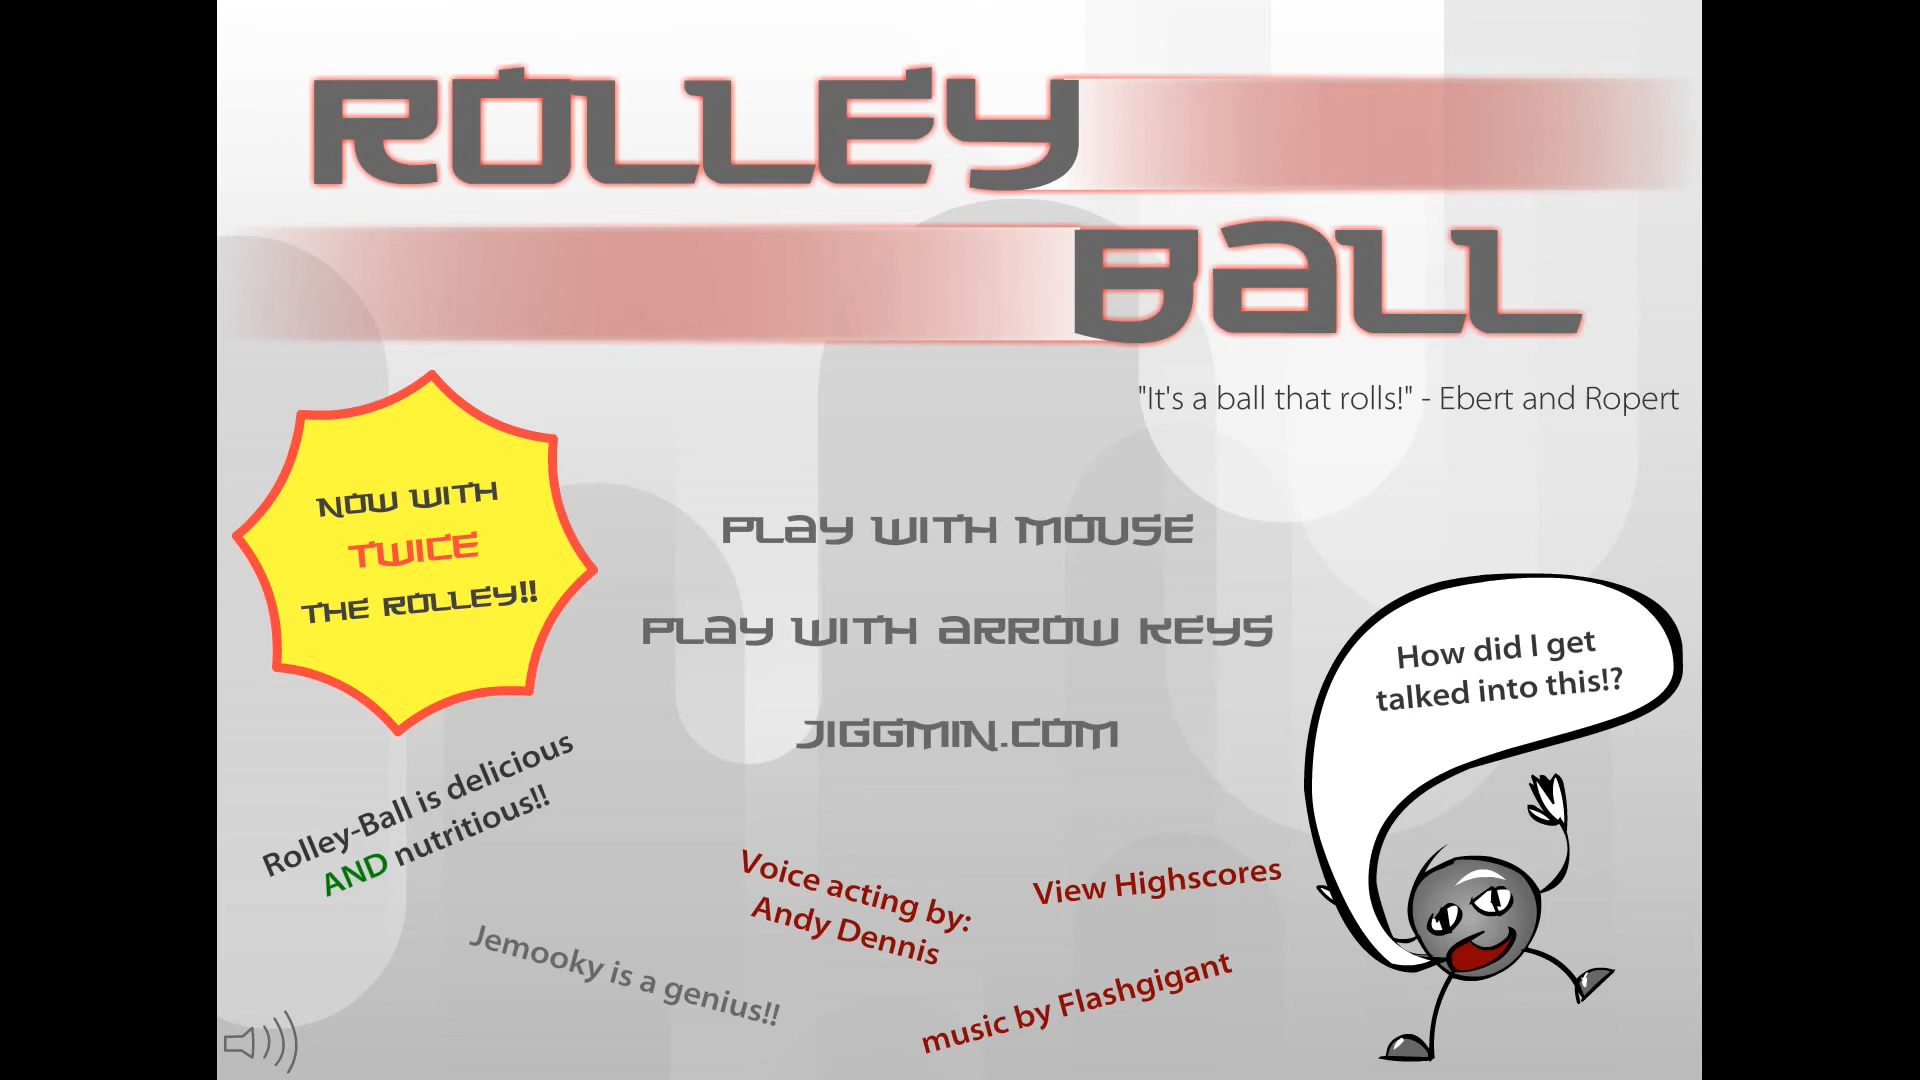 ROLLEY
BALL
"It's a ball that rolls!" - Ebert and Ropert
NOW WITH
TWICE
THE ROLLEY!!
PLAY WITH MOUSE
PLAY WITH ARROW KEYS
JIGGMIN.COM
How did I get
talked into this!?
Rolley-Ball is delicious
AND nutritious!!
Voice acting by:
Andy Dennis
View Highscores
Jemooky is a genius!!
music by Flashgigant